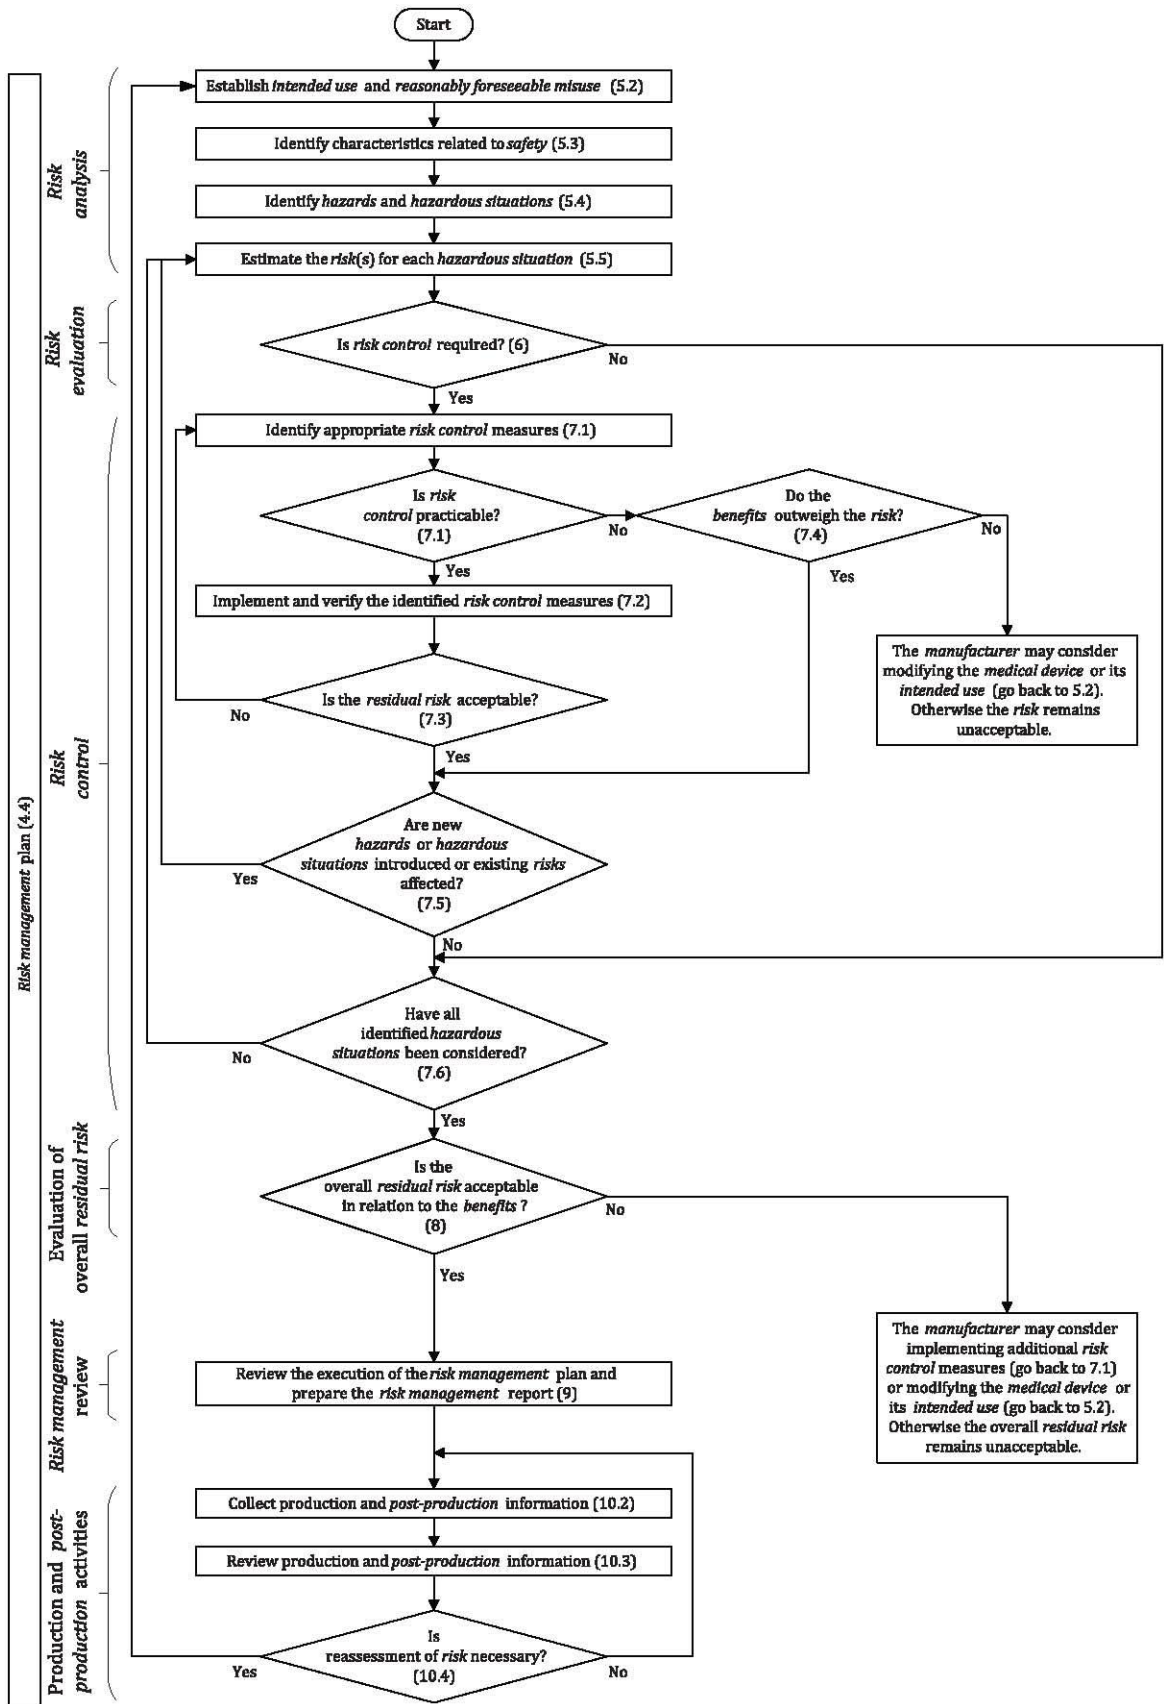 Start
Risk management plan (4.4)
Risk
analysis
Establish intended use and reasonably foreseeable misuse (5.2)
Identify characteristics related to safety (5.3)
Identify hazards and hazardous situations (5.4)
Estimate the risk(s) for each hazardous situation (5.5)
Risk
evaluation
Is risk control required? (6)
No
Yes
Risk
control
Identify appropriate risk control measures (7.1)
Is risk
control practicable?
(7.1)
No
Yes
Do the
benefits outweigh the risk?
(7.4)
No
Yes
Implement and verify the identified risk control measures (7.2)
The manufacturer may consider
modifying the medical device or its
intended use (go back to 5.2).
Otherwise the risk remains
unacceptable.
Is the residual risk acceptable?
(7.3)
No
Yes
Are new
hazards or hazardous
situations introduced or existing risks
affected?
(7.5)
Yes
No
Have all
identified hazardous
situations been considered?
(7.6)
No
Yes
Evaluation of
overall residual risk
Is the
overall residual risk acceptable
in relation to the benefits ?
(8)
No
Yes
The manufacturer may consider
implementing additional risk
control measures (go back to 7.1)
or modifying the medical device or
its intended use (go back to 5.2).
Otherwise the overall residual risk
remains unacceptable.
Risk management
review
Review the execution of the risk management plan and
prepare the risk management report (9)
Production and post-
production activities
Collect production and post-production information (10.2)
Review production and post-production information (10.3)
Is
reassessment of risk necessary?
(10.4)
Yes
No